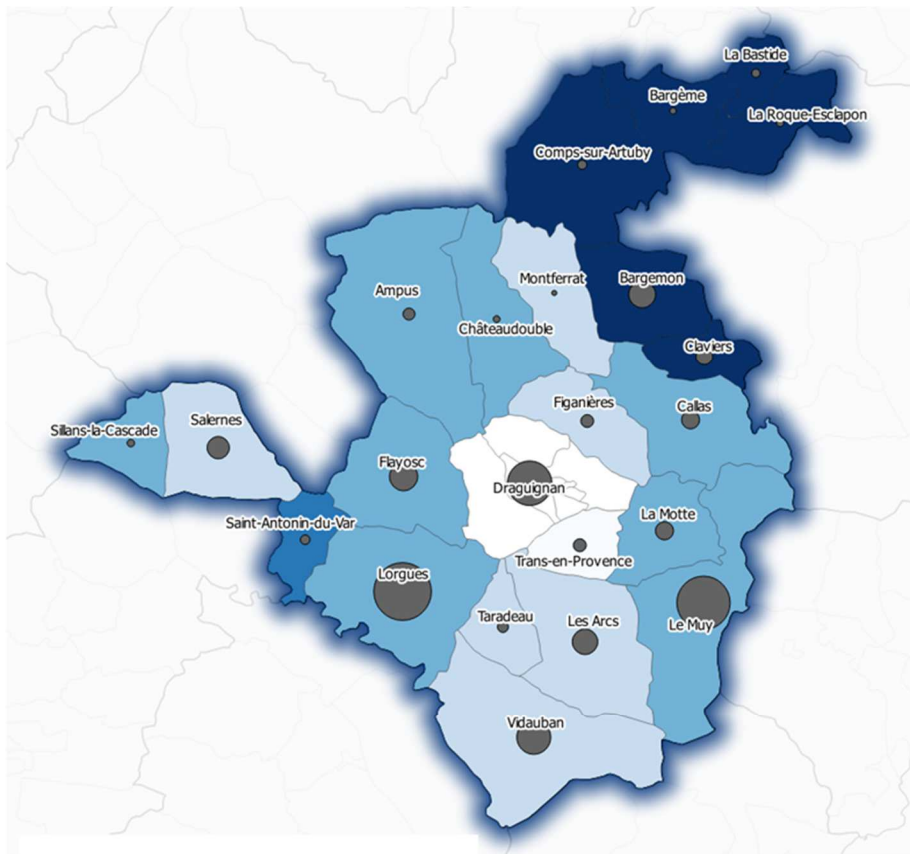 La Bastide
Bargème
La Roque-Esclapon
Comps-sur-Artuby
Montferrat
Bargemon
Ampus
Châteaudouble
Claviers
Figanières
Callas
Salernes
Sillans-la-Cascade
Flayosc
Draguignan
La Motte
Saint-Antonin-du-Var
Trans-en-Provence
Lorgues
Taradeau
Les Arcs
Le Muy
Vidauban